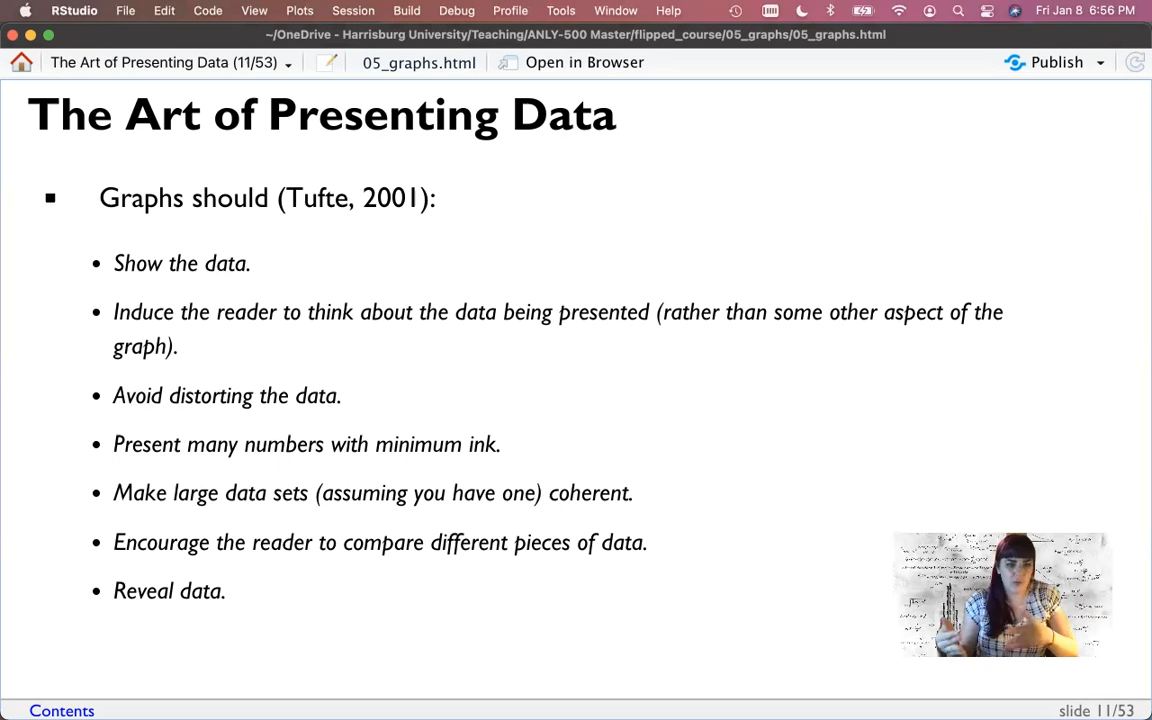 RStudio File Edit Code View Plots Session Build Debug Profile Tools Window Help Fri Jan 8 6:56 PM
~/OneDrive - Harrisburg University/Teaching/ANLY-500 Master/flipped_course/05_graphs/05_graphs.html
The Art of Presenting Data (11/53) 05_graphs.html Open in Browser Publish
The Art of Presenting Data
Graphs should (Tufte, 2001):
• Show the data.
• Induce the reader to think about the data being presented (rather than some other aspect of the
graph).
• Avoid distorting the data.
• Present many numbers with minimum ink.
• Make large data sets (assuming you have one) coherent.
• Encourage the reader to compare different pieces of data.
• Reveal data.
Contents slide 11/53